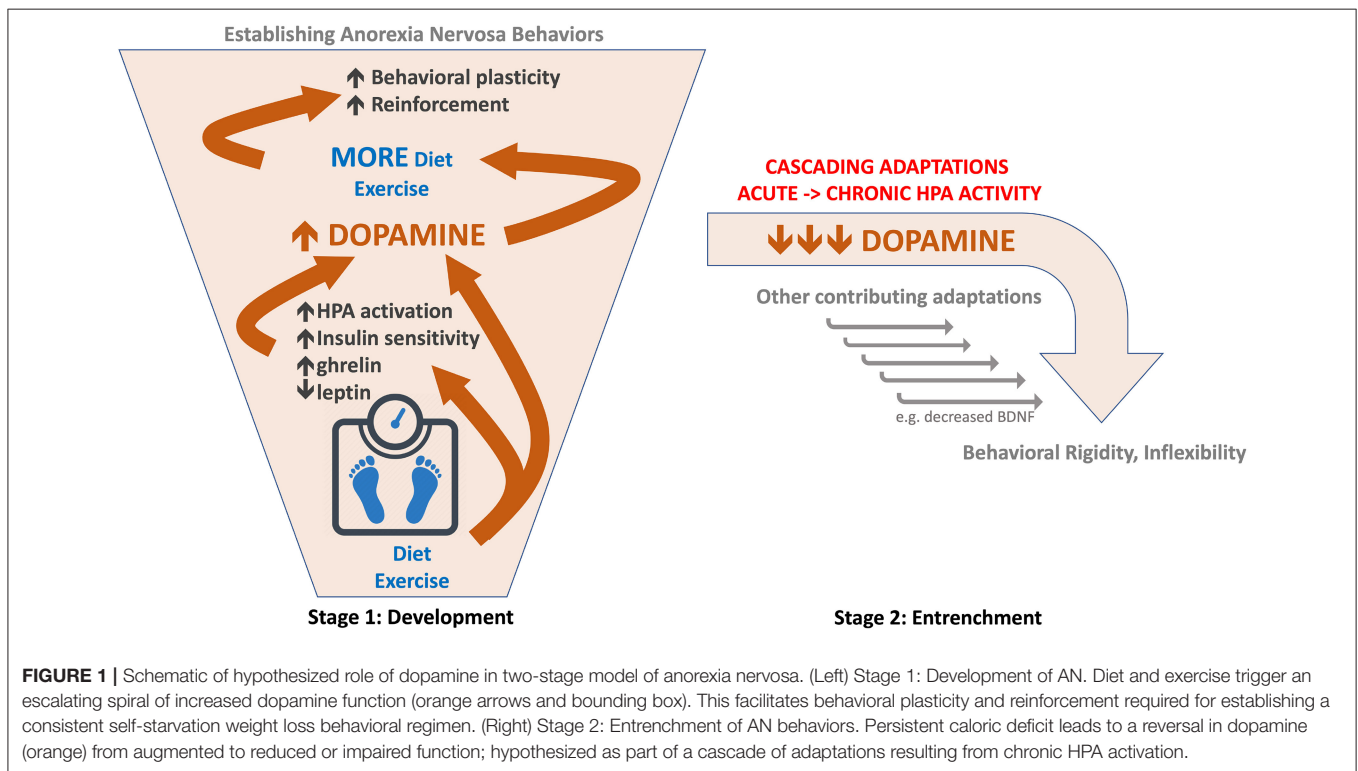 Establishing Anorexia Nervosa Behaviors
↑ Behavioral plasticity
↑ Reinforcement
MORE Diet
Exercise
↑ DOPAMINE
↑HPA activation
↑Insulin sensitivity
↑ghrelin
↓leptin
Diet
Exercise
Stage 1: Development
CASCADING ADAPTATIONS
ACUTE -> CHRONIC HPA ACTIVITY
↓↓↓ DOPAMINE
Other contributing adaptations
e.g. decreased BDNF
Behavioral Rigidity, Inflexibility
Stage 2: Entrenchment
FIGURE 1 | Schematic of hypothesized role of dopamine in two-stage model of anorexia nervosa. (Left) Stage 1: Development of AN. Diet and exercise trigger an
escalating spiral of increased dopamine function (orange arrows and bounding box). This facilitates behavioral plasticity and reinforcement required for establishing a
consistent self-starvation weight loss behavioral regimen. (Right) Stage 2: Entrenchment of AN behaviors. Persistent caloric deficit leads to a reversal in dopamine
(orange) from augmented to reduced or impaired function; hypothesized as part of a cascade of adaptations resulting from chronic HPA activation.